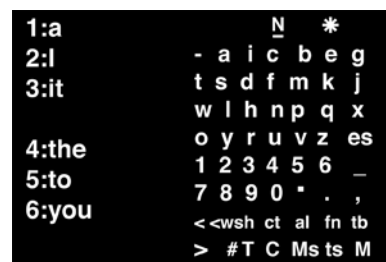 1:a
2:I
3:it
4:the
5:to
6:you
N *
- a i c b e g
t s d f m k j
w l h n p q x
o y r u v z es
1 2 3 4 5 6 _
7 8 9 0 " . ,
< <wsh ct al fn tb
> #T C Ms ts M